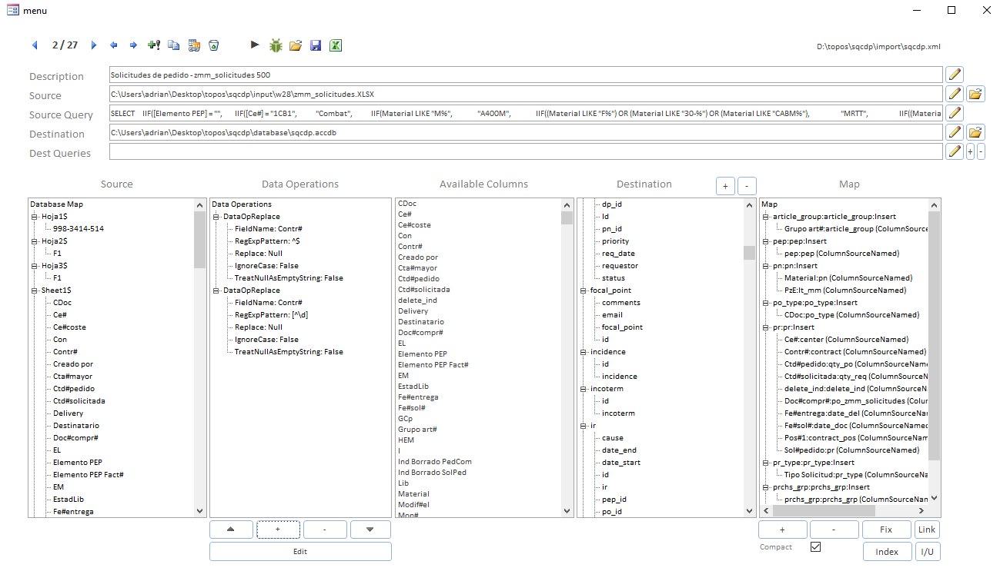 menu
2 / 27
D:\topos\sqcdp\import\sqcdp.xml
Description
Solicitudes de pedido - zmm_solicitudes 500
Source
C:\Users\adrian\Desktop\topos\sqcdp\input\w28\zmm_solicitudes.XLSX
Source Query
SELECT IIF([Elemento PEP] = "", IIF([Ce#] = "1CB1", "Combat", IIF(Material LIKE "M%", "A400M", IIF((Material LIKE "F%") OR (Material LIKE "30-%") OR (Material LIKE "CABM%"), "MRTT", IIF((Materia
Destination
C:\Users\adrian\Desktop\topos\sqcdp\database\sqcdp.accdb
Dest Queries
+ -
Source
Database Map
Hoja1$
998-3414-514
Hoja2$
F1
Hoja3$
F1
Sheet1$
CDoc
Ce#
Ce#coste
Con
Contr#
Creado por
Cta#mayor
Ctd#pedido
Ctd#solicitada
Delivery
Destinatario
Doc#compr#
EL
Elemento PEP
Elemento PEP Fact#
EM
EstadLib
Fe#entrega
Data Operations
Data Operations
DataOpReplace
FieldName: Contr#
RegExpPattern: ^$
Replace: Null
IgnoreCase: False
TreatNullAsEmptyString: False
DataOpReplace
FieldName: Contr#
RegExpPattern: [^\d]
Replace: Null
IgnoreCase: False
TreatNullAsEmptyString: False
+ -
Edit
Available Columns
CDoc
Ce#
Ce#coste
Con
Contr#
Creado por
Cta#mayor
Ctd#pedido
Ctd#solicitada
delete_ind
Delivery
Destinatario
Doc#compr#
EL
Elemento PEP
Elemento PEP Fact#
EM
EstadLib
Fe#entrega
Fe#sol#
GCp
Grupo art#
HEM
I
Ind Borrado PedCom
Ind Borrado SolPed
Lib
Material
Modif#el
Mon#
Destination
+ -
dp_id
Id
pn_id
priority
req_date
requestor
status
focal_point
comments
email
focal_point
id
incidence
id
incidence
incoterm
id
incoterm
ir
cause
date_end
date_start
id
ir
pep_id
po_id
Map
Map
article_group:article_group:Insert
Grupo art#:article_group (ColumnSource
pep:pep:Insert
pep:pep (ColumnSourceNamed)
pn:pn:Insert
Material:pn (ColumnSourceNamed)
PzE:lt_mm (ColumnSourceNamed)
po_type:po_type:Insert
CDoc:po_type (ColumnSourceNamed)
pr:pr:Insert
Ce#:center (ColumnSourceNamed)
Contr#:contract (ColumnSourceNamed)
Ctd#pedido:qty_po (ColumnSourceNamed
Ctd#solicitada:qty_req (ColumnSourceN
delete_ind:delete_ind (ColumnSourceN
Doc#compr#:po_zmm_solicitudes (Colur
Fe#entrega:date_del (ColumnSourceNam
Fe#sol#:date_doc (ColumnSourceNamed
Pos#1:contract_pos (ColumnSourceNam
Sol#pedido:pr (ColumnSourceNamed)
pr_type:pr_type:Insert
Tipo Solicitud:pr_type (ColumnSourceNa
prchs_grp:prchs_grp:Insert
prchs_grp:prchs_grp (ColumnSourceNam
+ - Fix Link
Compact Index I/U